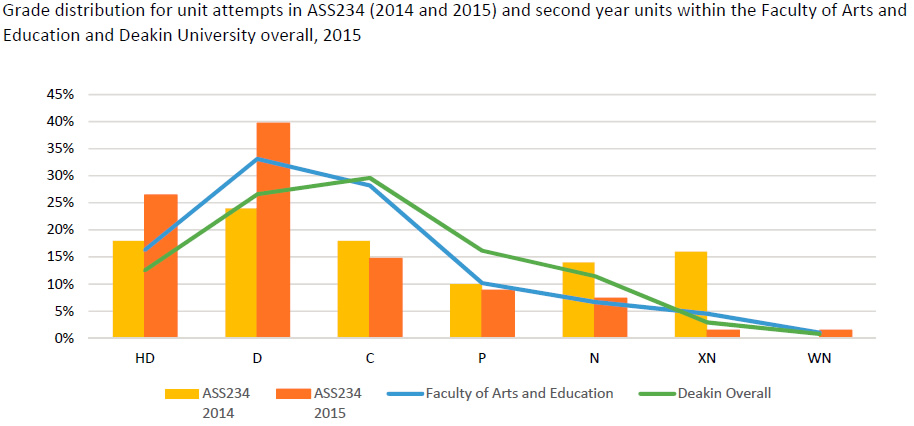 Grade distribution for unit attempts in ASS234 (2014 and 2015) and second year units within the Faculty of Arts and
Education and Deakin University overall, 2015
45%
40%
35%
30%
25%
20%
15%
10%
5%
0%
HD D C P N XN WN
ASS234 ASS234 Faculty of Arts and Education Deakin Overall
2014 2015